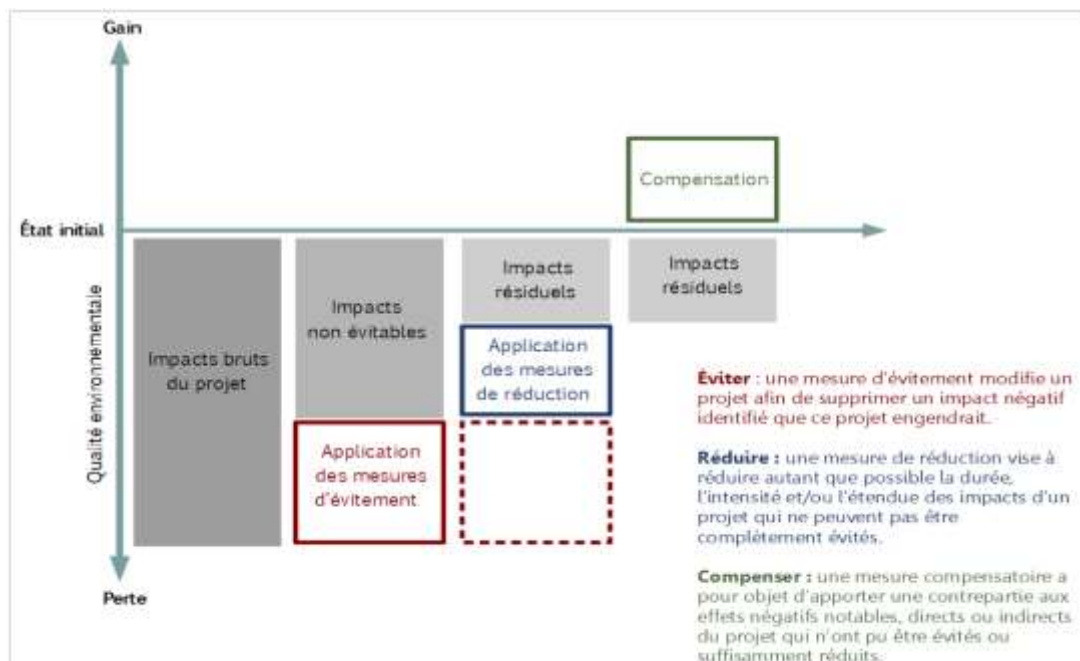 Gain
Compensation
État initial
Impacts
résiduels
Impacts
résiduels
Impacts
non évitables
Impacts bruts
du projet
Application
des mesures
de réduction
Application
des mesures
d'évitement
Qualité environnementale
Perte
Éviter : une mesure d'évitement modifie un
projet afin de supprimer un impact négatif
identifié que ce projet engendrait.
Réduire : une mesure de réduction vise à
réduire autant que possible la durée,
l'intensité et/ou l'étendue des impacts d'un
projet qui ne peuvent pas être
complètement évités.
Compenser : une mesure compensatoire a
pour objet d'apporter une contrepartie aux
effets négatifs notables, directs ou indirects
du projet qui n'ont pu être évités ou
suffisamment réduits.